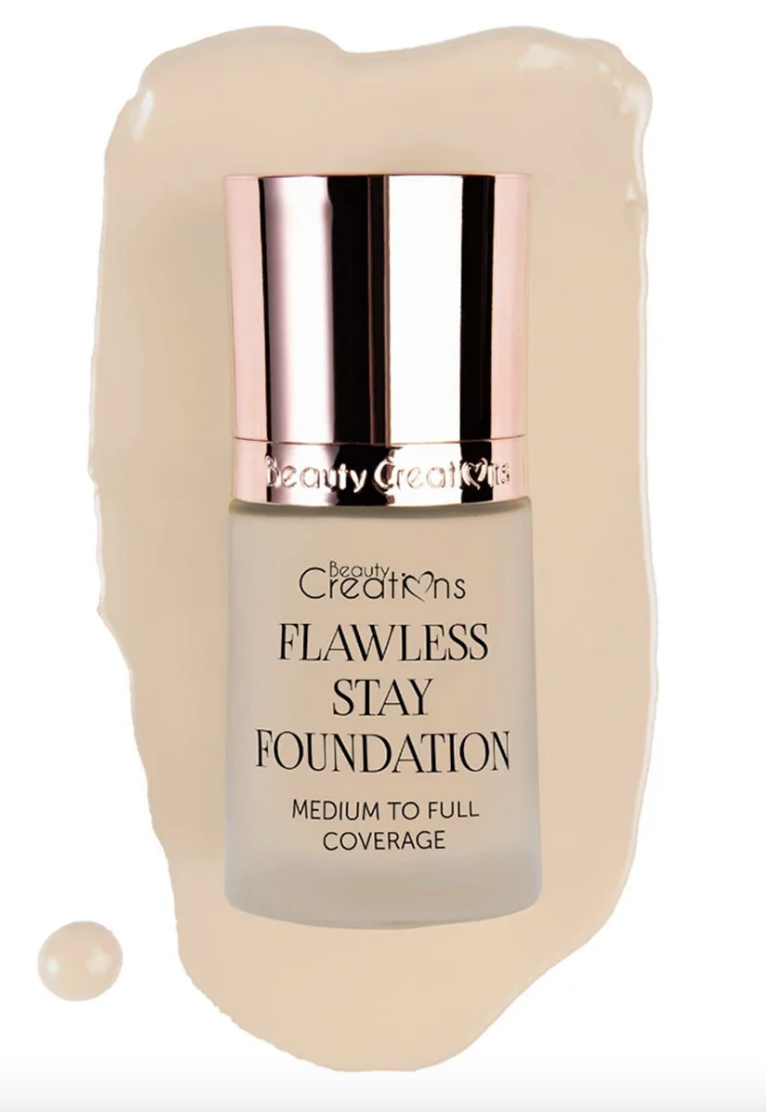 Beauty Creations
Beauty
Creations
FLAWLESS
STAY
FOUNDATION
MEDIUM TO FULL
COVERAGE